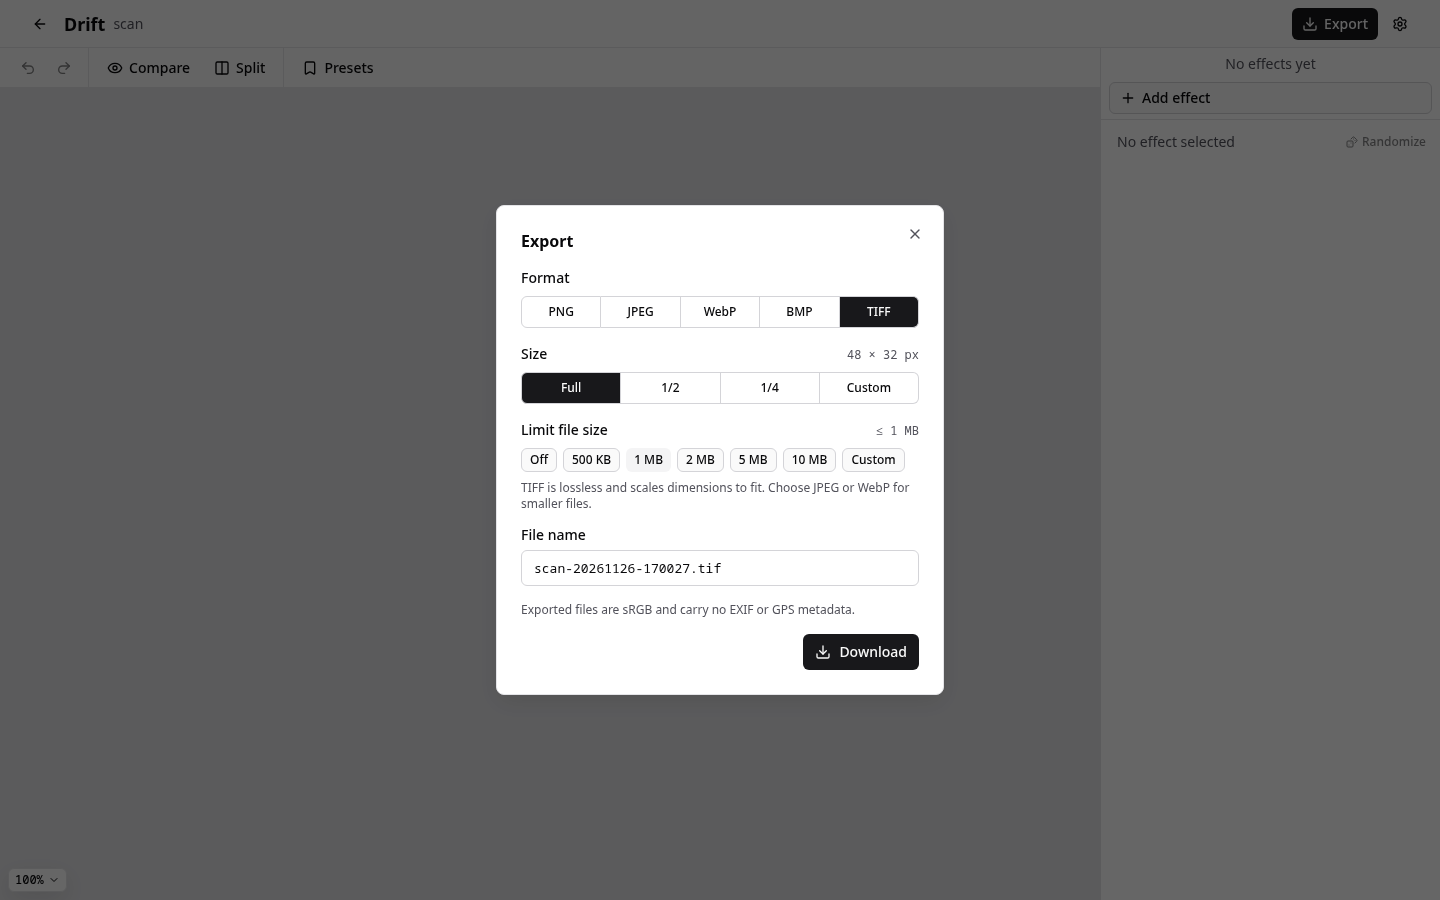 Drift scan
Export
Compare
Split
Presets
No effects yet
Add effect
No effect selected
Randomize
Export
Format
PNG
JPEG
WebP
BMP
TIFF
Size
48 × 32 px
Full
1/2
1/4
Custom
Limit file size
≤ 1 MB
Off
500 KB
1 MB
2 MB
5 MB
10 MB
Custom
TIFF is lossless and scales dimensions to fit. Choose JPEG or WebP for
smaller files.
File name
scan-20261126-170027.tif
Exported files are sRGB and carry no EXIF or GPS metadata.
Download
100%